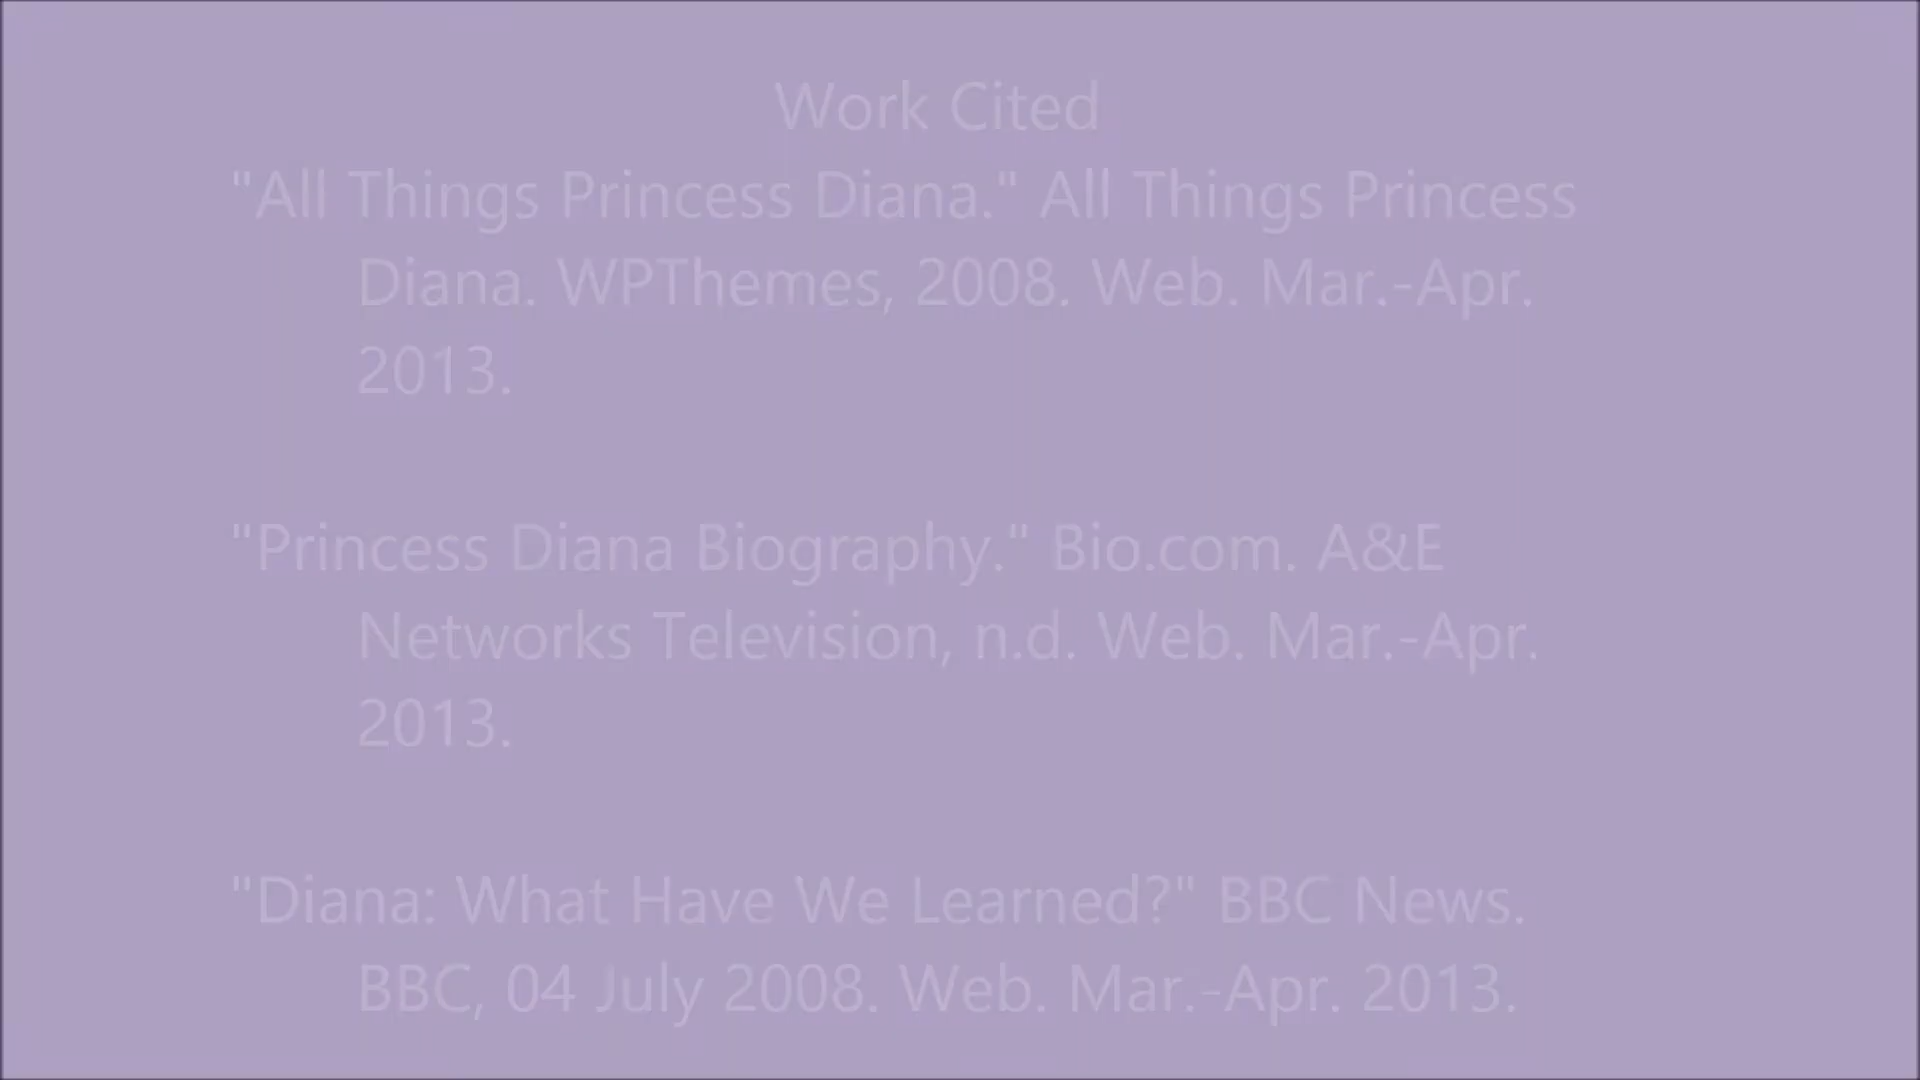 Work Cited
"All Things Princess Diana." All Things Princess
Diana. WPThemes, 2008. Web. Mar.-Apr.
2013.
"Princess Diana Biography." Bio.com. A&E
Networks Television, n.d. Web. Mar.-Apr.
2013.
"Diana: What Have We Learned?" BBC News.
BBC, 04 July 2008. Web. Mar.-Apr. 2013.